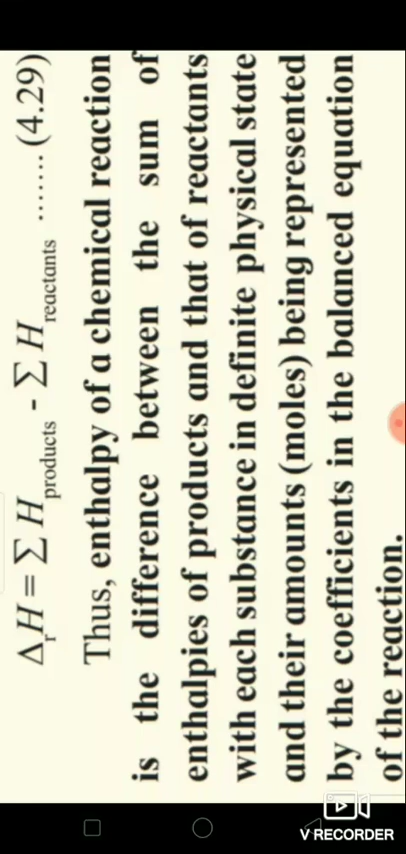 ΔᵣH = Σ H products - Σ H reactants ....... (4.29)
Thus, enthalpy of a chemical reaction
is the difference between the sum of
enthalpies of products and that of reactants
with each substance in definite physical state
and their amounts (moles) being represented
by the coefficients in the balanced equation
of the reaction.
V RECORDER